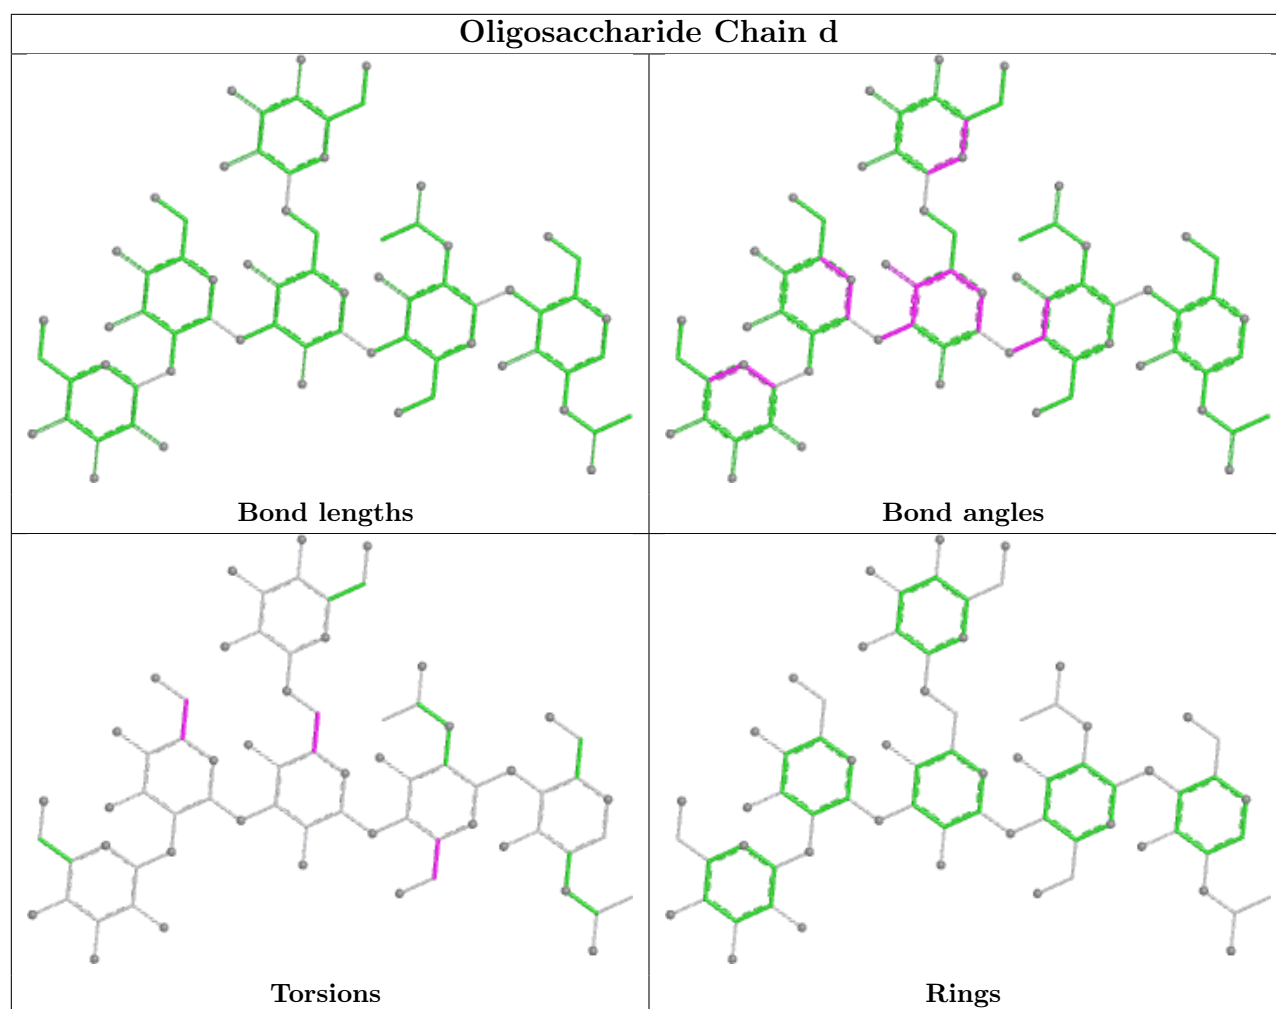 Oligosaccharide Chain d
Bond lengths
Bond angles
Torsions
Rings